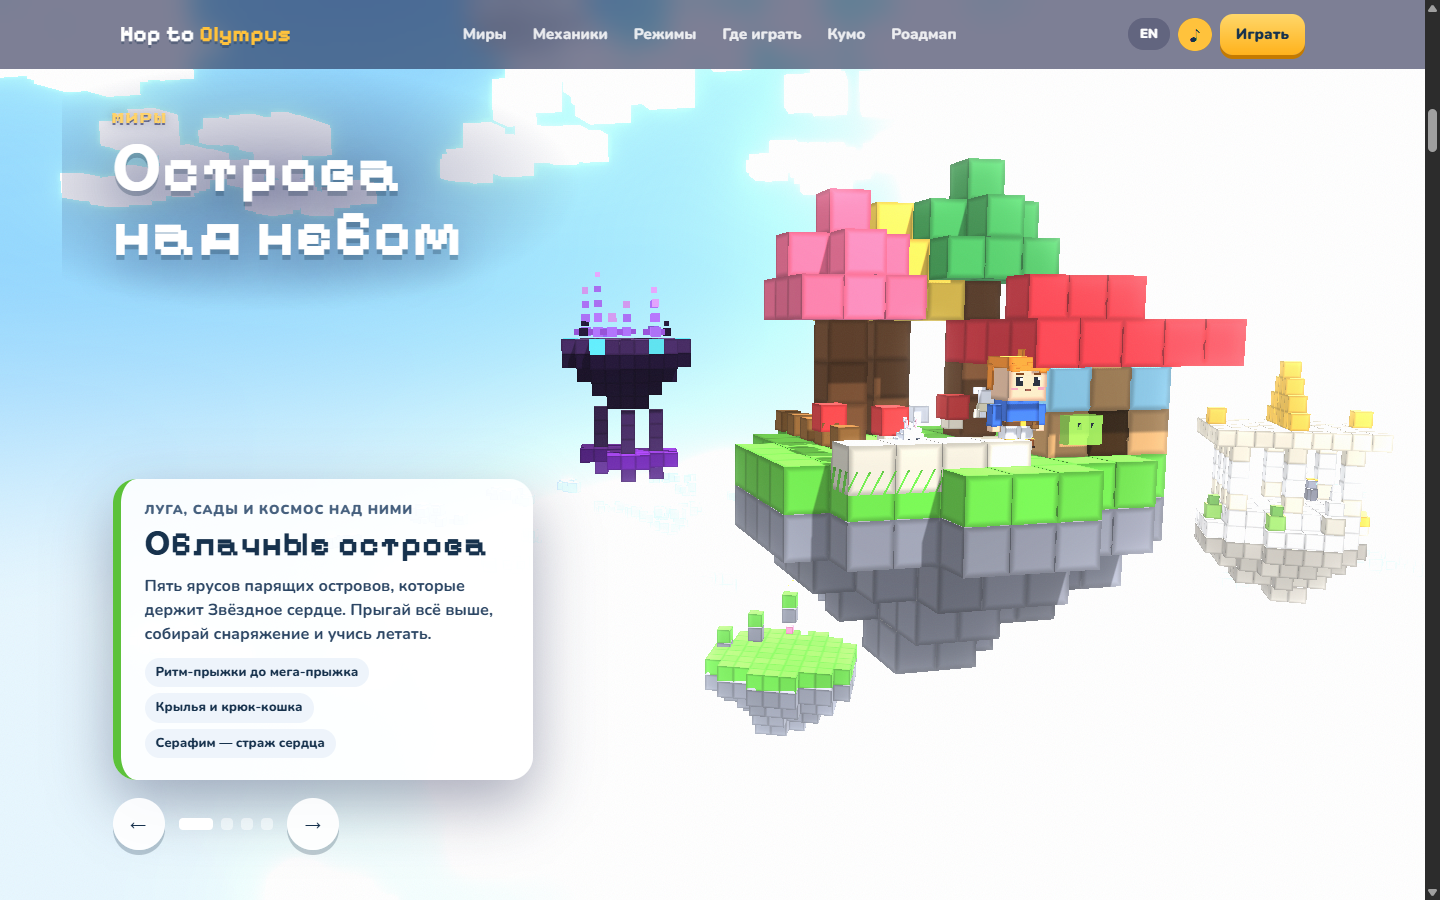 Hop to Olympus
Миры
Механики
Режимы
Где играть
Кумо
Роадмап
EN
♪
Играть
МИРЫ
Острова
над небом
ЛУГА, САДЫ И КОСМОС НАД НИМИ
Облачные острова
Пять ярусов парящих островов, которые
держит Звёздное сердце. Прыгай всё выше,
собирай снаряжение и учись летать.
Ритм-прыжки до мега-прыжка
Крылья и крюк-кошка
Серафим — страж сердца
← →